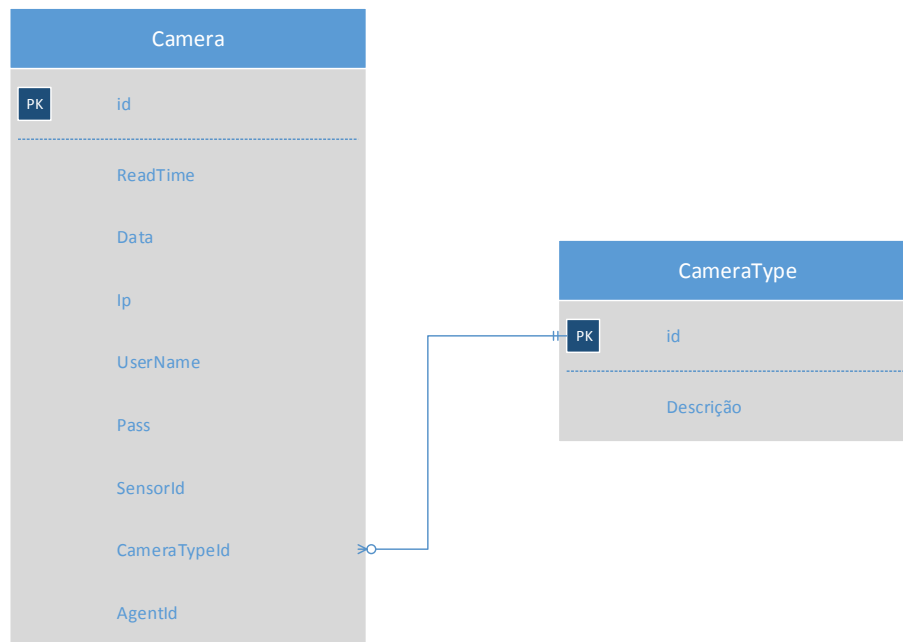 Camera
PK id
ReadTime
Data
Ip
UserName
Pass
SensorId
CameraTypeId
AgentId
CameraType
PK id
Descrição